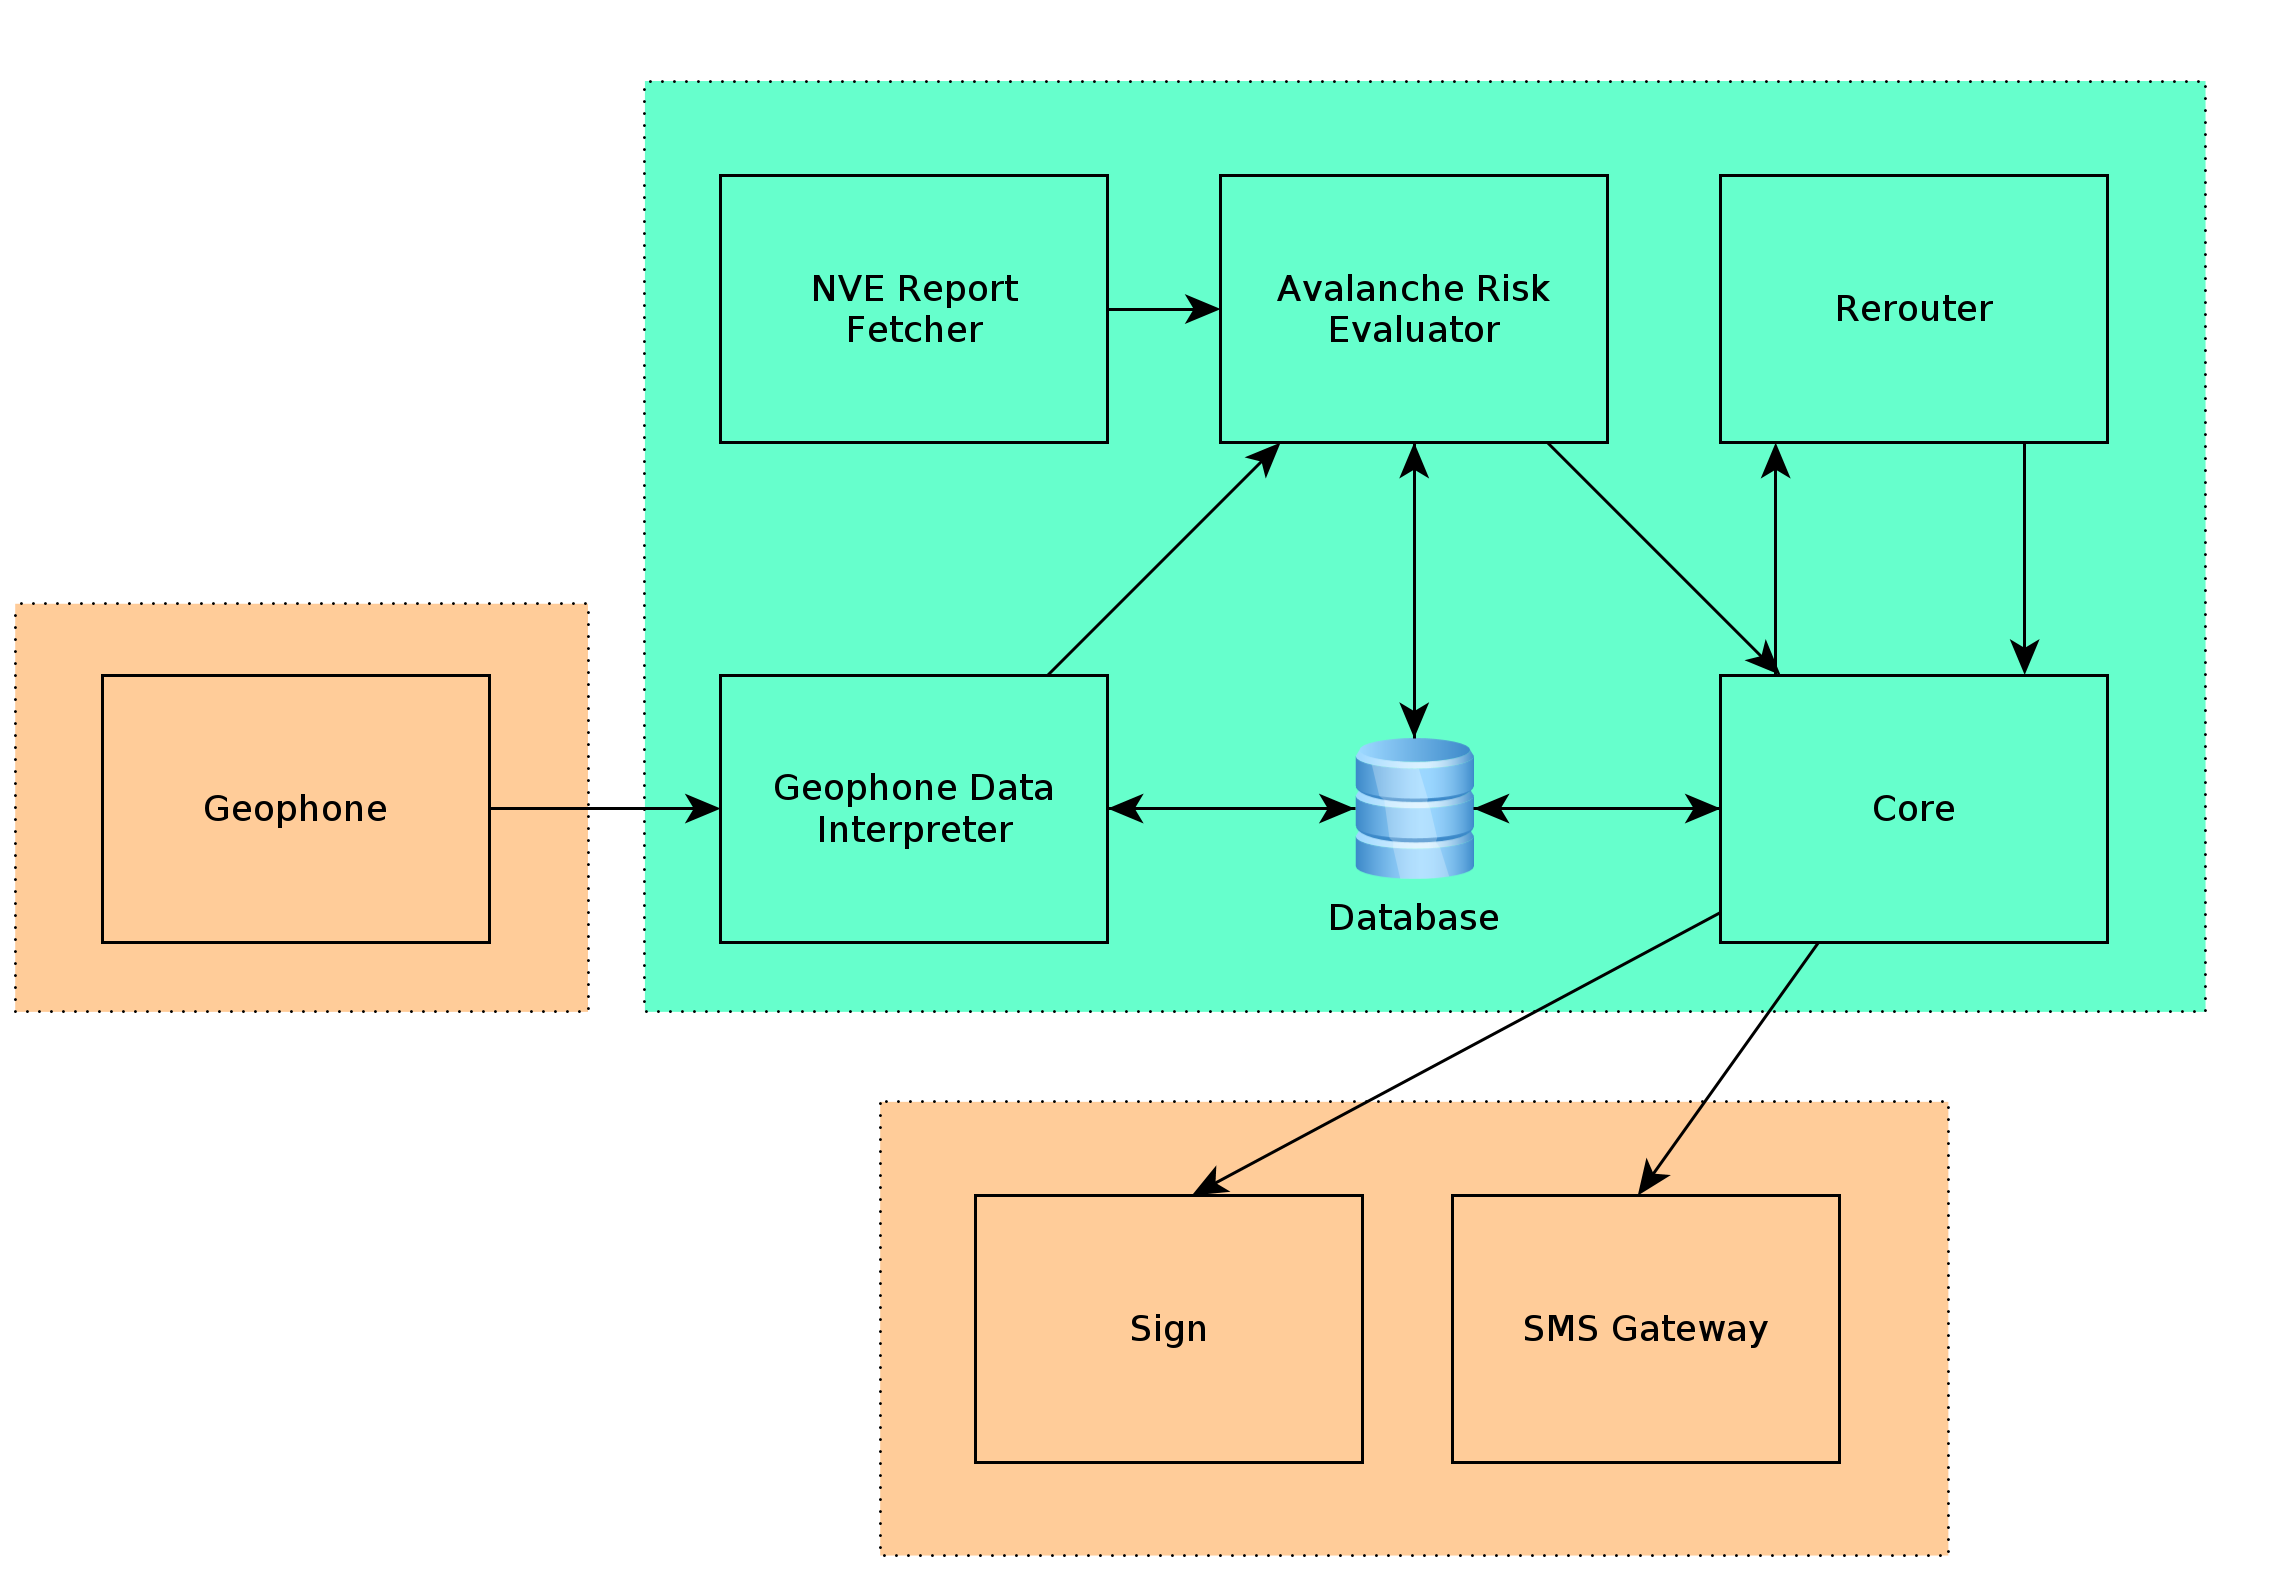 NVE Report
Fetcher
Avalanche Risk
Evaluator
Rerouter
Geophone
Geophone Data
Interpreter
Database
Core
Sign
SMS Gateway